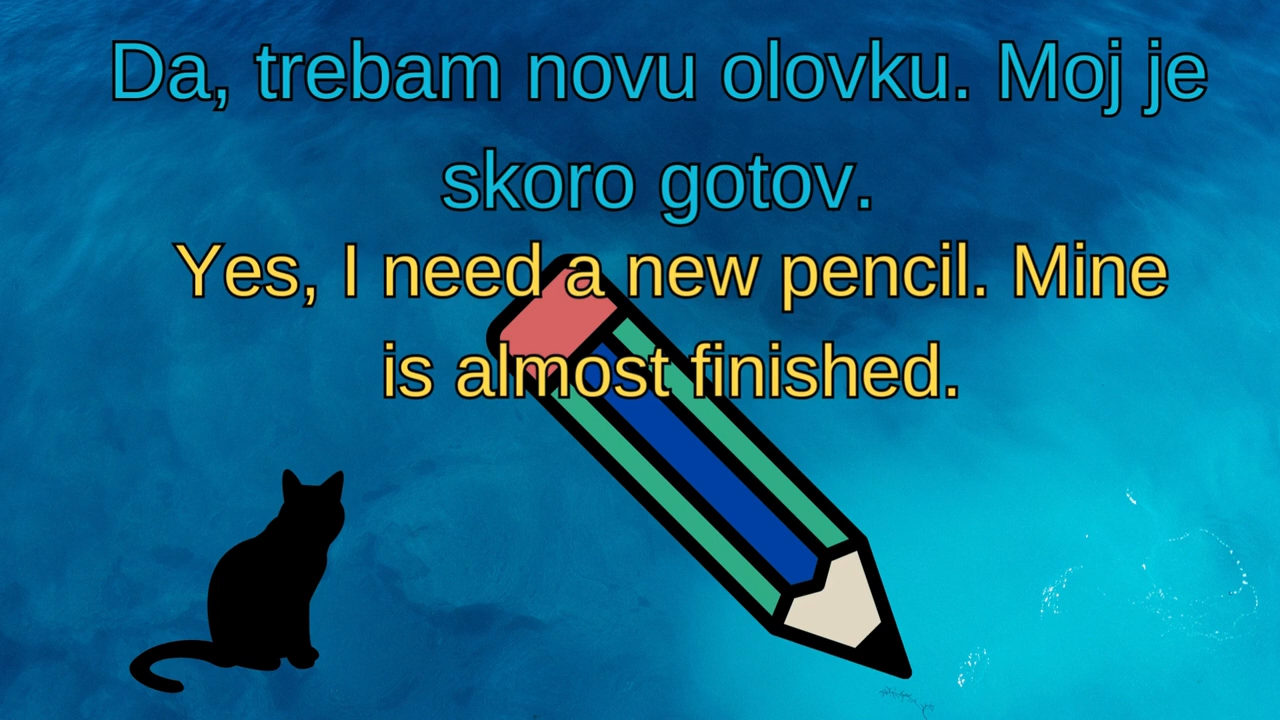 Da, trebam novu olovku. Moj je
skoro gotov.
Yes, I need a new pencil. Mine
is almost finished.